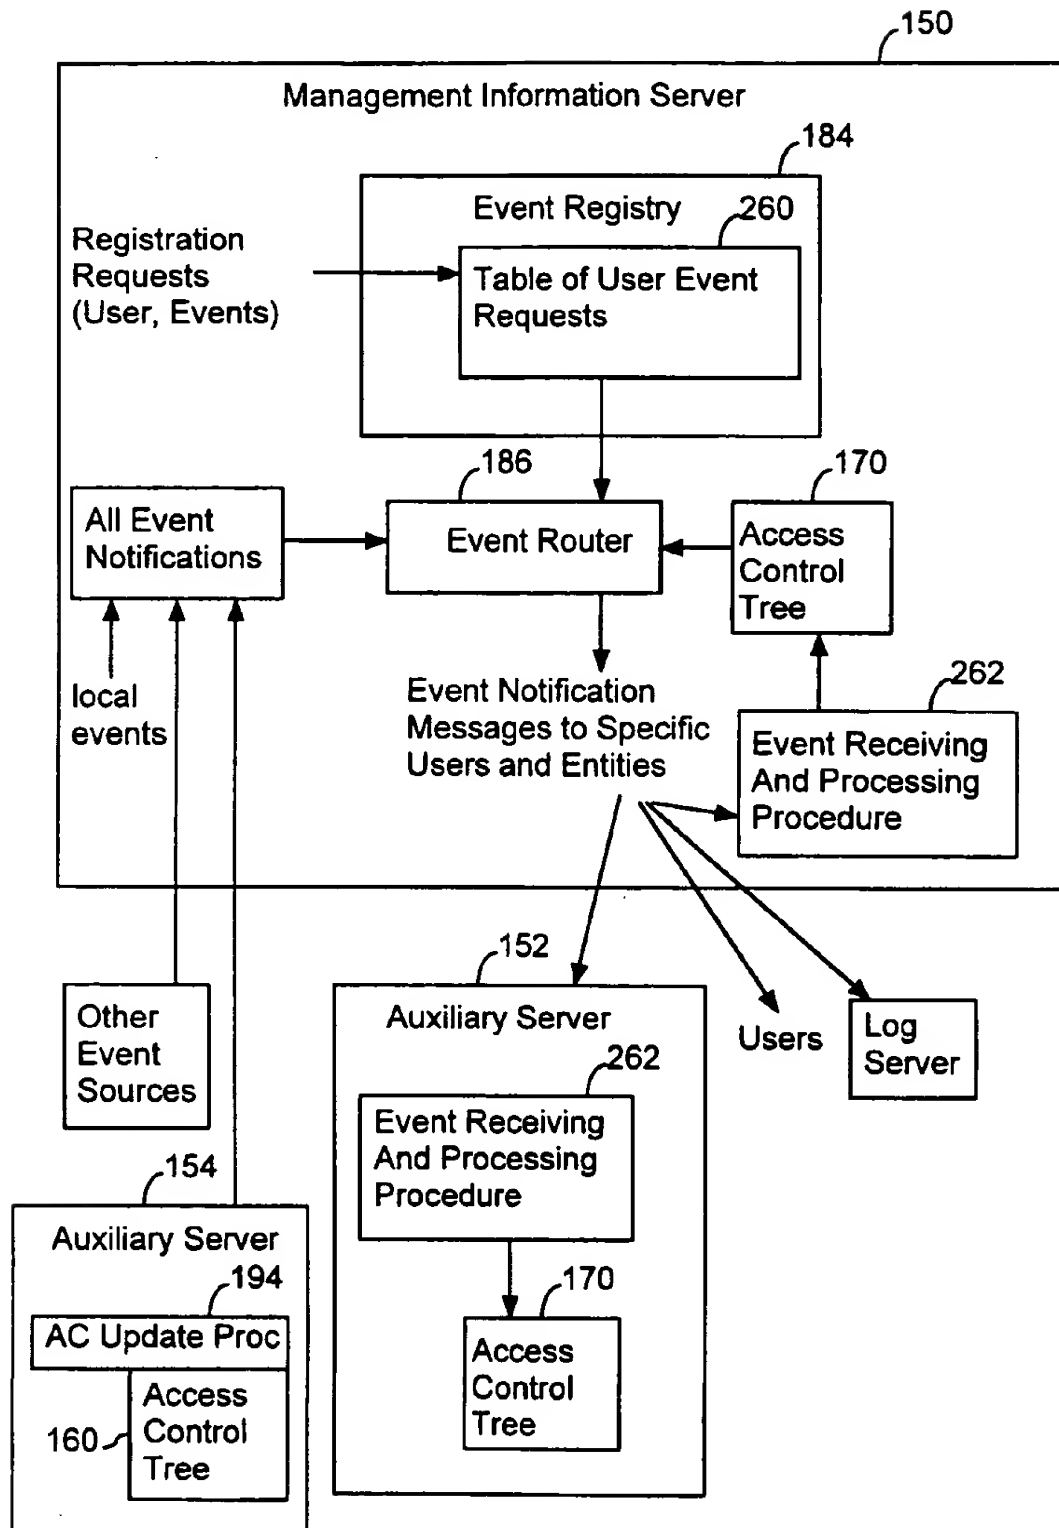 150
Management Information Server
184
Event Registry
260
Registration
Requests
(User, Events)
Table of User Event
Requests
186
170
All Event
Notifications
Event Router
Access
Control
Tree
local
events
Event Notification
Messages to Specific
Users and Entities
262
Event Receiving
And Processing
Procedure
152
Other
Event
Sources
Auxiliary Server
Users
Log
Server
262
Event Receiving
And Processing
Procedure
154
Auxiliary Server
194
AC Update Proc
170
Access
Control
Tree
Access
Control
Tree
160